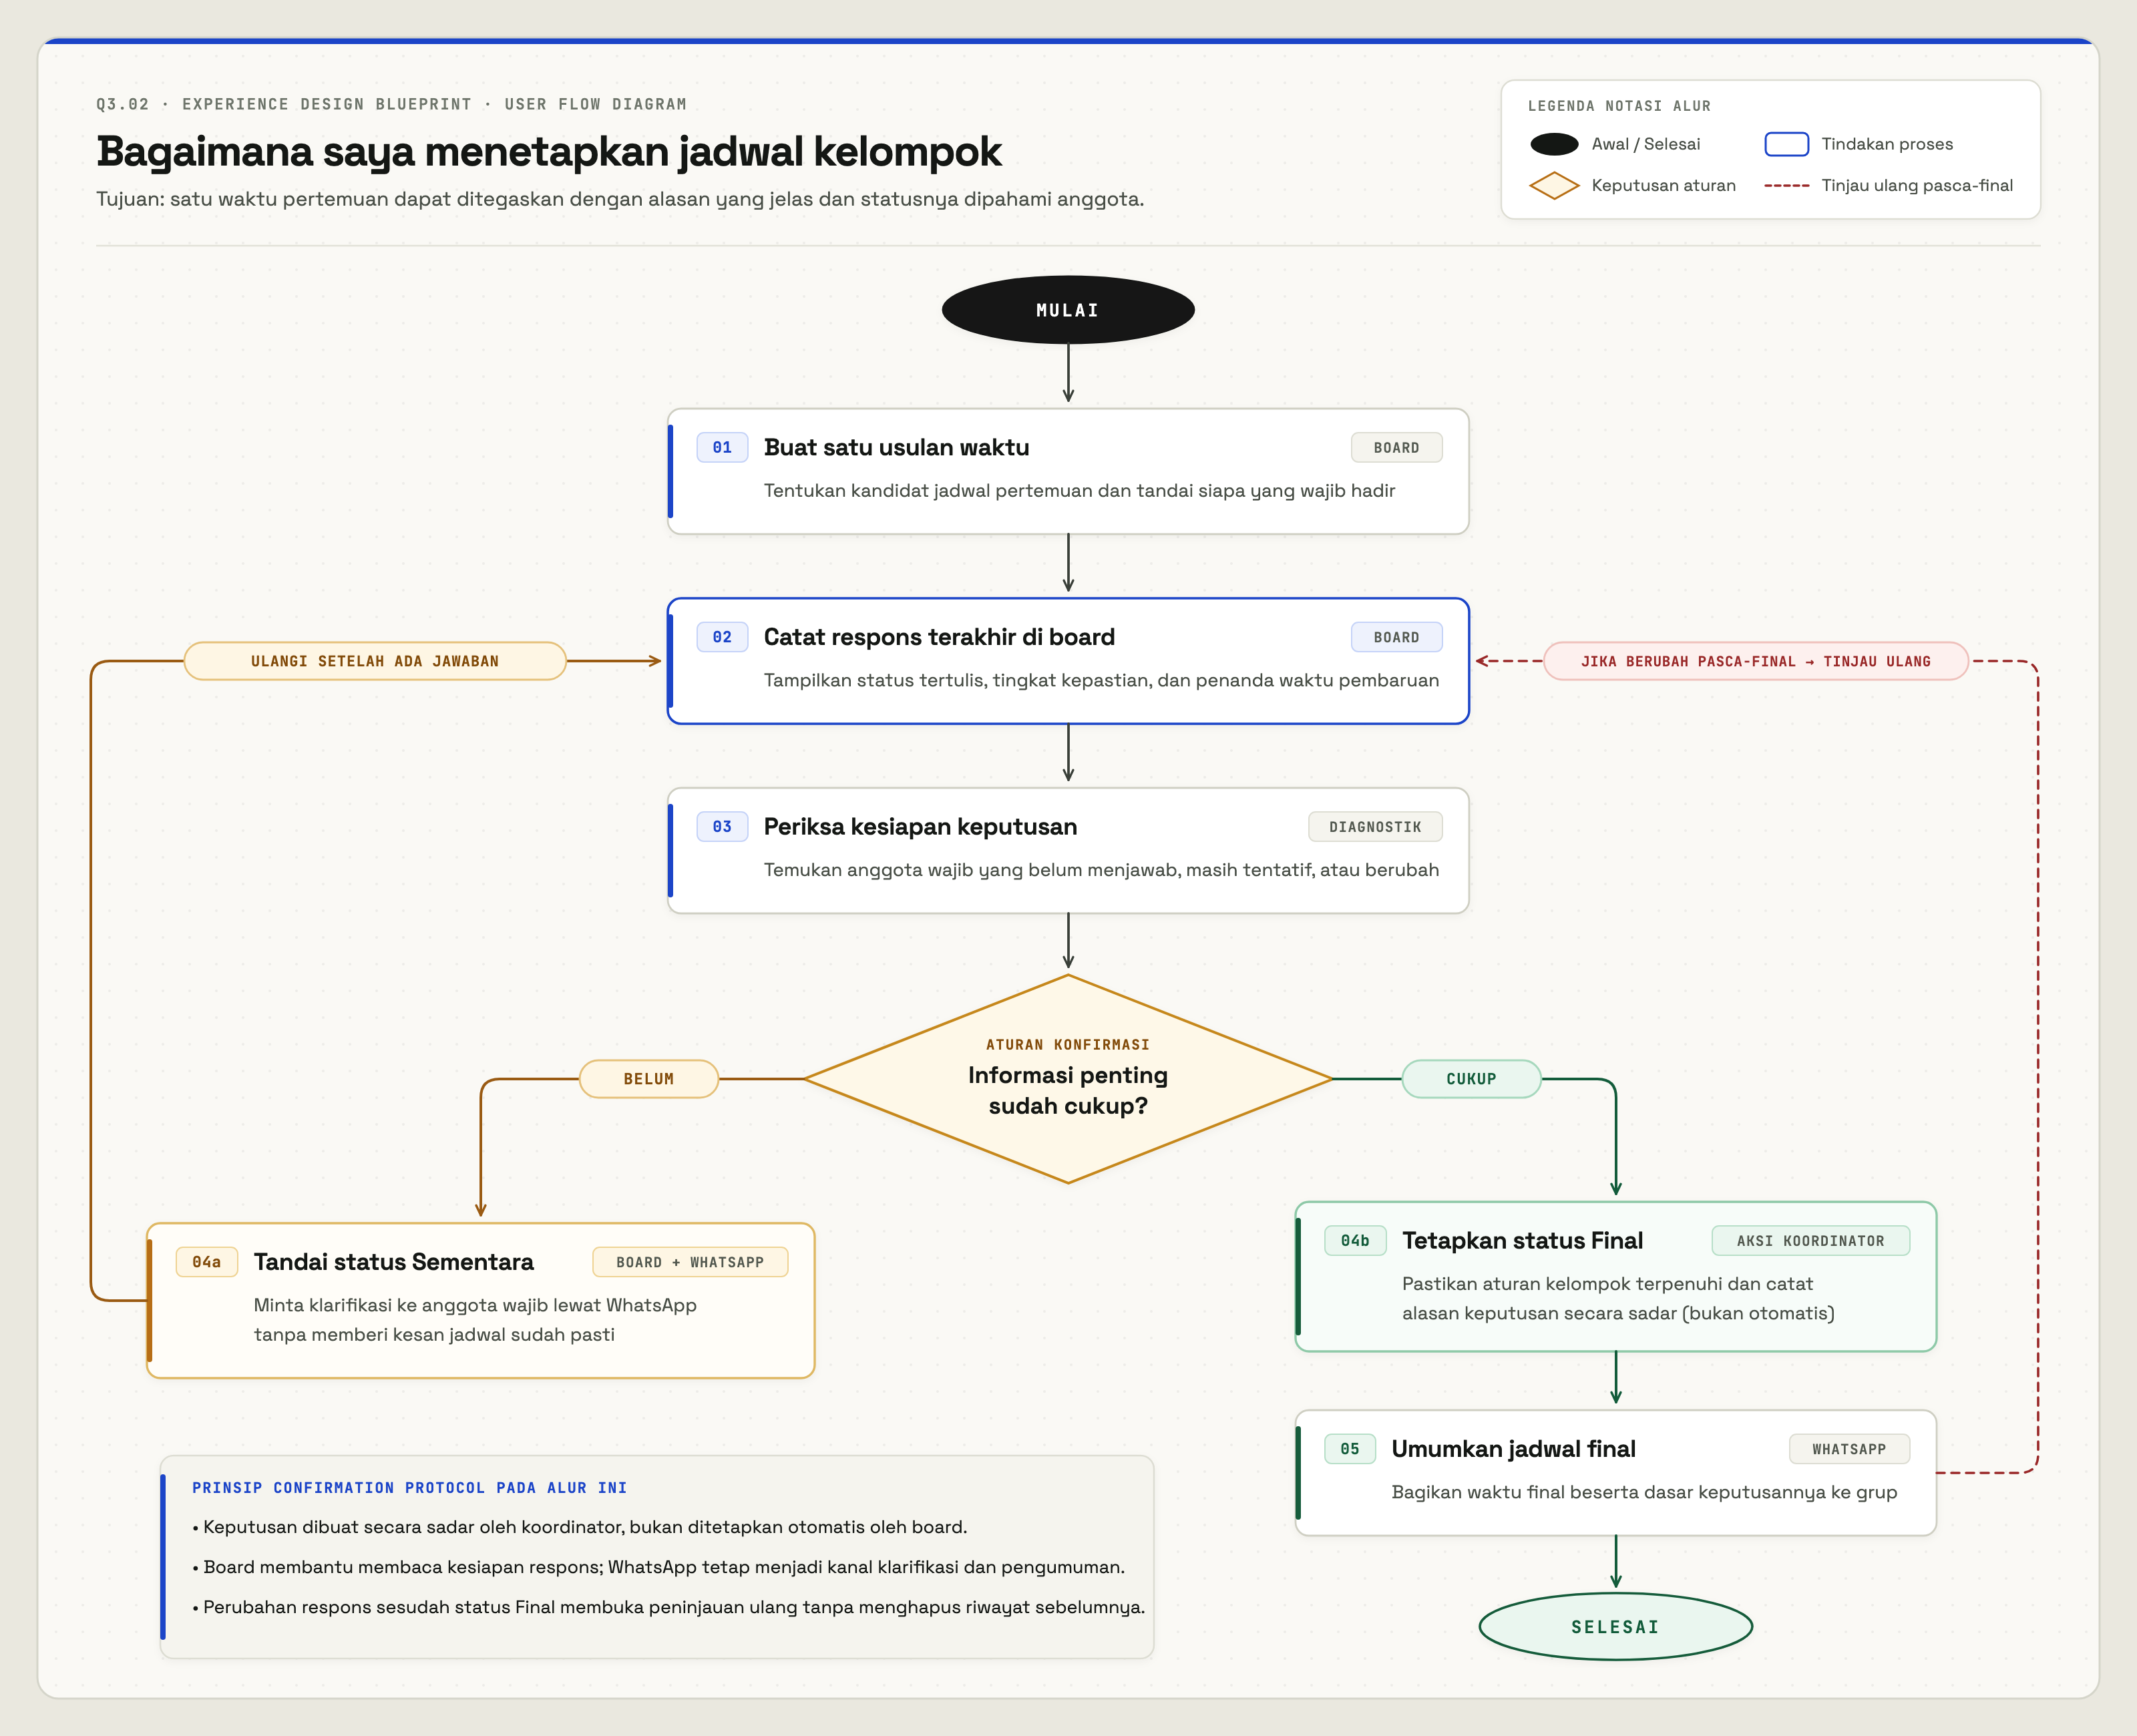 Q3.02 · EXPERIENCE DESIGN BLUEPRINT · USER FLOW DIAGRAM
Bagaimana saya menetapkan jadwal kelompok
Tujuan: satu waktu pertemuan dapat ditegaskan dengan alasan yang jelas dan statusnya dipahami anggota.
LEGENDA NOTASI ALUR
Awal / Selesai
Tindakan proses
Keputusan aturan
Tinjau ulang pasca-final
MULAI
01
Buat satu usulan waktu
BOARD
Tentukan kandidat jadwal pertemuan dan tandai siapa yang wajib hadir
ULANGI SETELAH ADA JAWABAN
02
Catat respons terakhir di board
BOARD
Tampilkan status tertulis, tingkat kepastian, dan penanda waktu pembaruan
JIKA BERUBAH PASCA-FINAL → TINJAU ULANG
03
Periksa kesiapan keputusan
DIAGNOSTIK
Temukan anggota wajib yang belum menjawab, masih tentatif, atau berubah
ATURAN KONFIRMASI
Informasi penting
sudah cukup?
BELUM
CUKUP
04a
Tandai status Sementara
BOARD + WHATSAPP
Minta klarifikasi ke anggota wajib lewat WhatsApp
tanpa memberi kesan jadwal sudah pasti
04b
Tetapkan status Final
AKSI KOORDINATOR
Pastikan aturan kelompok terpenuhi dan catat
alasan keputusan secara sadar (bukan otomatis)
05
Umumkan jadwal final
WHATSAPP
Bagikan waktu final beserta dasar keputusannya ke grup
PRINSIP CONFIRMATION PROTOCOL PADA ALUR INI
• Keputusan dibuat secara sadar oleh koordinator, bukan ditetapkan otomatis oleh board.
• Board membantu membaca kesiapan respons; WhatsApp tetap menjadi kanal klarifikasi dan pengumuman.
• Perubahan respons sesudah status Final membuka peninjauan ulang tanpa menghapus riwayat sebelumnya.
SELESAI